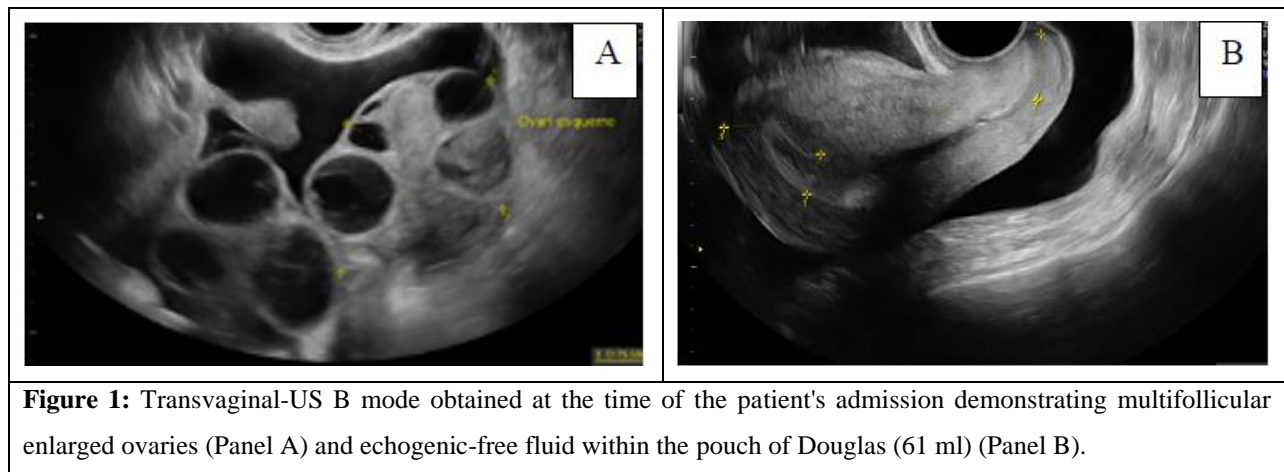 A
B
Ovari esquerre
Figure 1: Transvaginal-US B mode obtained at the time of the patient's admission demonstrating multifollicular
enlarged ovaries (Panel A) and echogenic-free fluid within the pouch of Douglas (61 ml) (Panel B).